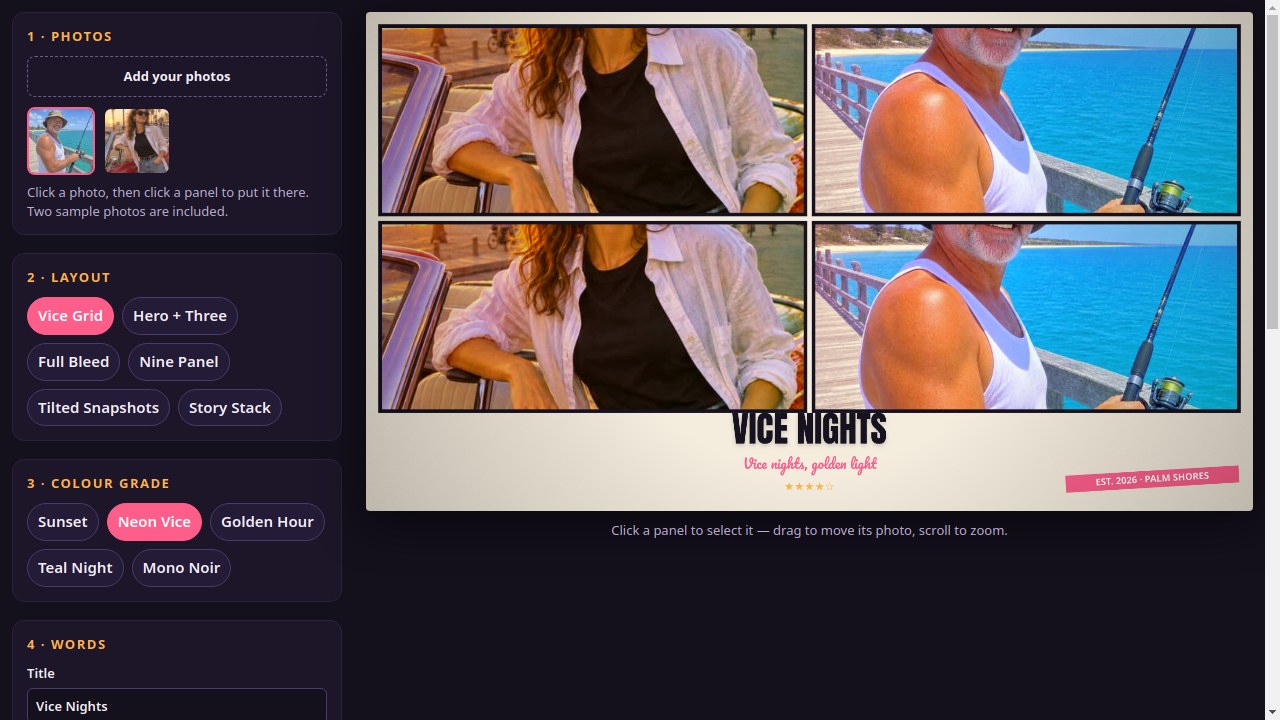 1 · PHOTOS
Add your photos
Click a photo, then click a panel to put it there.
Two sample photos are included.
2 · LAYOUT
Vice Grid
Hero + Three
Full Bleed
Nine Panel
Tilted Snapshots
Story Stack
3 · COLOUR GRADE
Sunset
Neon Vice
Golden Hour
Teal Night
Mono Noir
4 · WORDS
Title
Vice Nights
VICE NIGHTS
Vice nights, golden light
★★★★☆
EST. 2026 · PALM SHORES
Click a panel to select it — drag to move its photo, scroll to zoom.